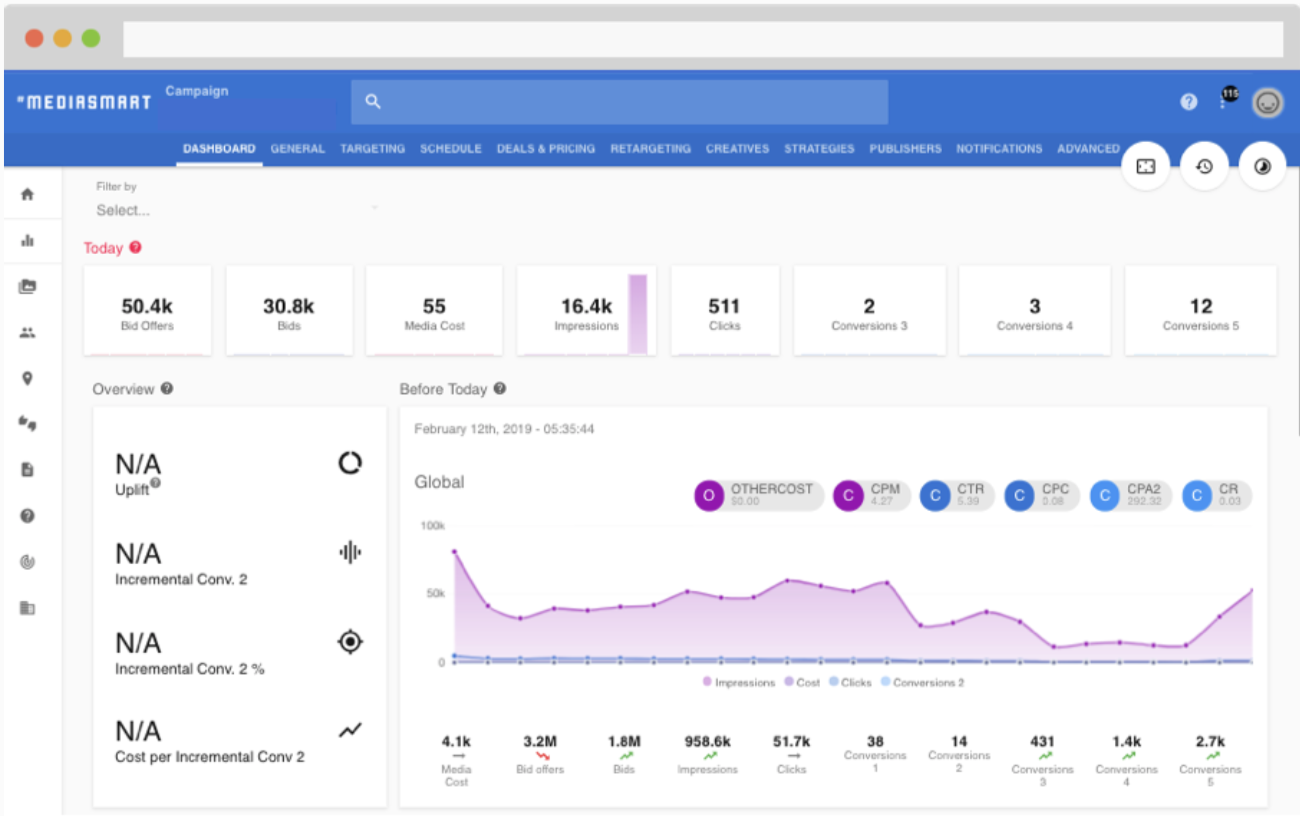 MEDIASMART
Campaign
115
DASHBOARD GENERAL TARGETING SCHEDULE DEALS & PRICING RETARGETING CREATIVES STRATEGIES PUBLISHERS NOTIFICATIONS ADVANCED
Filter by
Select...
Today
50.4k
Bid Offers
30.8k
Bids
55
Media Cost
16.4k
Impressions
511
Clicks
2
Conversions 3
3
Conversions 4
12
Conversions 5
Overview
N/A
Uplift
N/A
Incremental Conv. 2
N/A
Incremental Conv. 2 %
N/A
Cost per Incremental Conv 2
Before Today
February 12th, 2019 - 05:35:44
Global
O OTHERCOST
$0.00
C CPM
4.27
C CTR
5.39
C CPC
0.08
C CPA2
292.32
C CR
0.03
100k
50k
0
Impressions Cost Clicks Conversions 2
4.1k
Media
Cost
3.2M
Bid offers
1.8M
Bids
958.6k
Impressions
51.7k
Clicks
38
Conversions
1
14
Conversions
2
431
Conversions
3
1.4k
Conversions
4
2.7k
Conversions
5